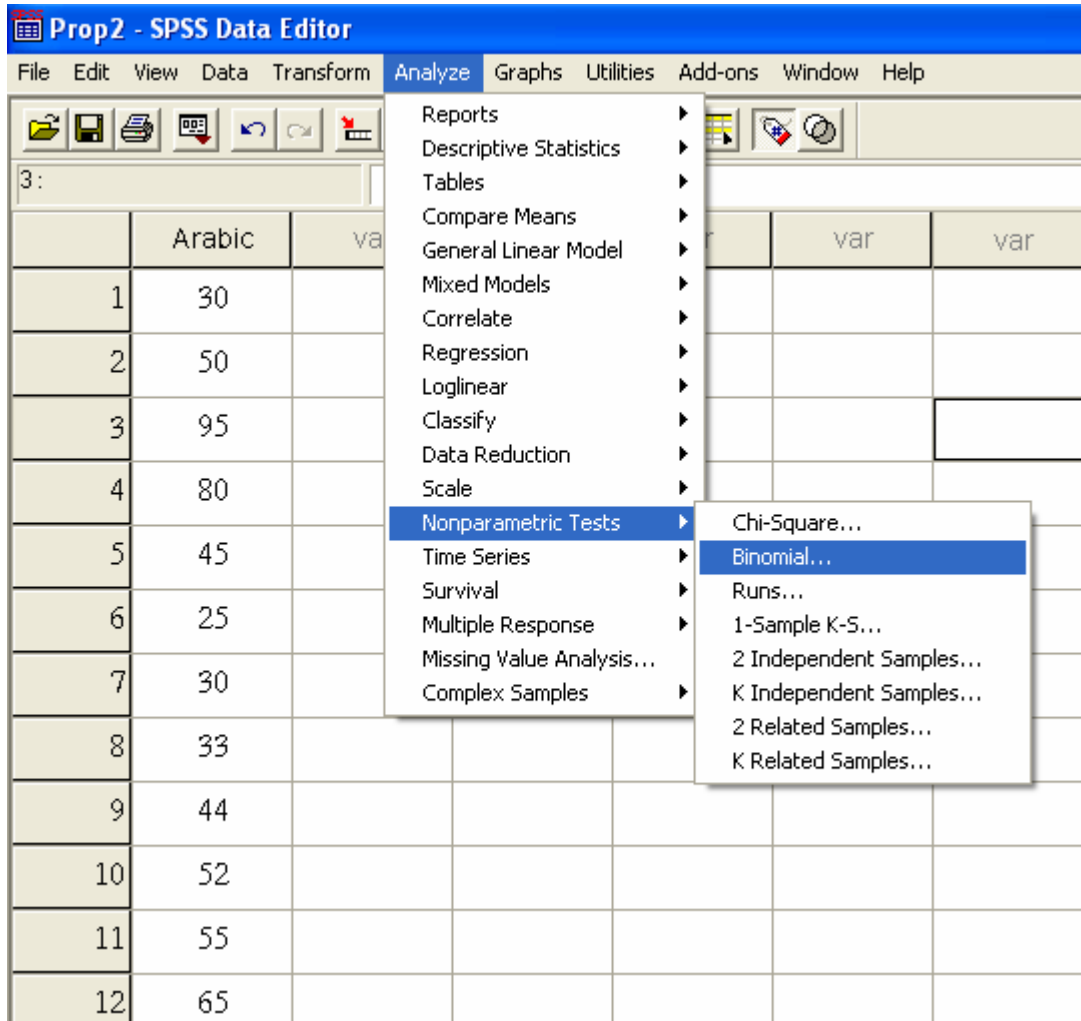 SPSS
Prop2 - SPSS Data Editor
File Edit View Data Transform Analyze Graphs Utilities Add-ons Window Help
3:
Reports
Descriptive Statistics
Tables
Compare Means
General Linear Model
Mixed Models
Correlate
Regression
Loglinear
Classify
Data Reduction
Scale
Nonparametric Tests
Time Series
Survival
Multiple Response
Missing Value Analysis...
Complex Samples
Chi-Square...
Binomial...
Runs...
1-Sample K-S...
2 Independent Samples...
K Independent Samples...
2 Related Samples...
K Related Samples...
Arabic va r var var
1 30
2 50
3 95
4 80
5 45
6 25
7 30
8 33
9 44
10 52
11 55
12 65